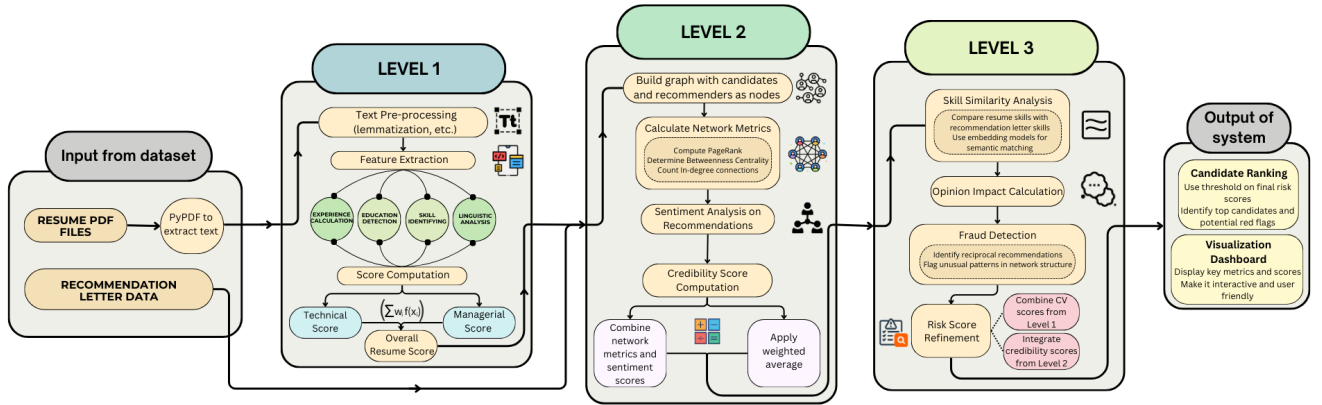 Input from dataset
RESUME PDF
FILES
PyPDF to
extract text
RECOMMENDATION
LETTER DATA
LEVEL 1
Text Pre-processing
(lemmatization, etc.)
Tt
Feature Extraction
EXPERIENCE
CALCULATION
EDUCATION
DETECTION
SKILL
IDENTIFYING
LINGUISTIC
ANALYSIS
Score Computation
Technical
Score
(∑wᵢf(xᵢ))
Managerial
Score
Overall
Resume Score
LEVEL 2
Build graph with candidates
and recommenders as nodes
Calculate Network Metrics
Compute PageRank
Determine Betweenness Centrality
Count In-degree connections
Sentiment Analysis on
Recommendations
Credibility Score
Computation
Combine
network
metrics and
sentiment
scores
Apply
weighted
average
LEVEL 3
Skill Similarity Analysis
Compare resume skills with
recommendation letter skills
Use embedding models for
semantic matching
Opinion Impact Calculation
Fraud Detection
Identify reciprocal recommendations
Flag unusual patterns in network structure
Risk Score
Refinement
Combine CV
scores from
Level 1
Integrate
credibility scores
from Level 2
Output of
system
Candidate Ranking
Use threshold on final risk
scores
Identify top candidates and
potential red flags
Visualization
Dashboard
Display key metrics and scores
Make it interactive and user
friendly